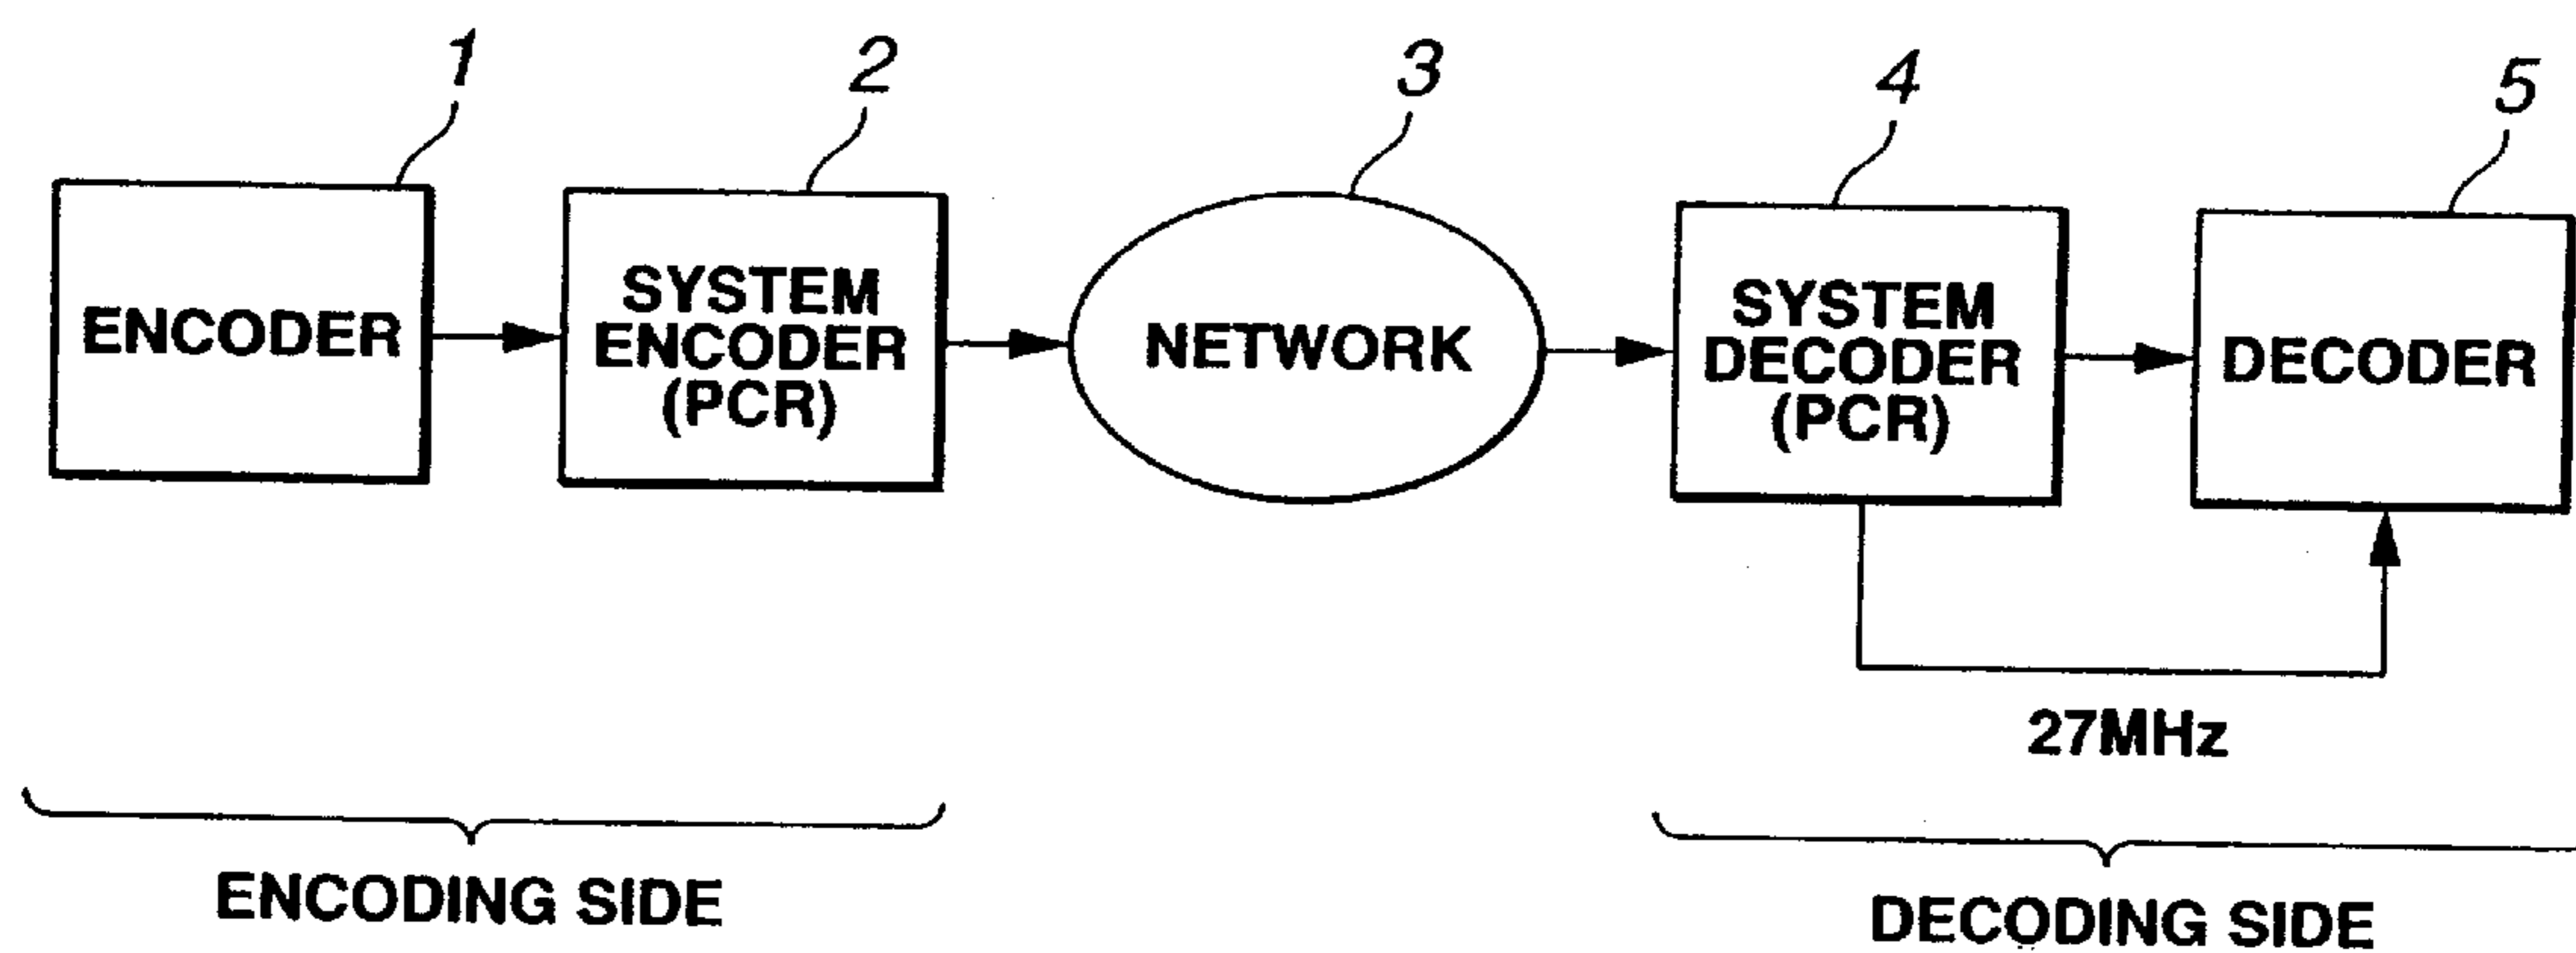 1
2
3
4
5
ENCODER
SYSTEM
ENCODER
(PCR)
NETWORK
SYSTEM
DECODER
(PCR)
DECODER
27MHz
ENCODING SIDE
DECODING SIDE